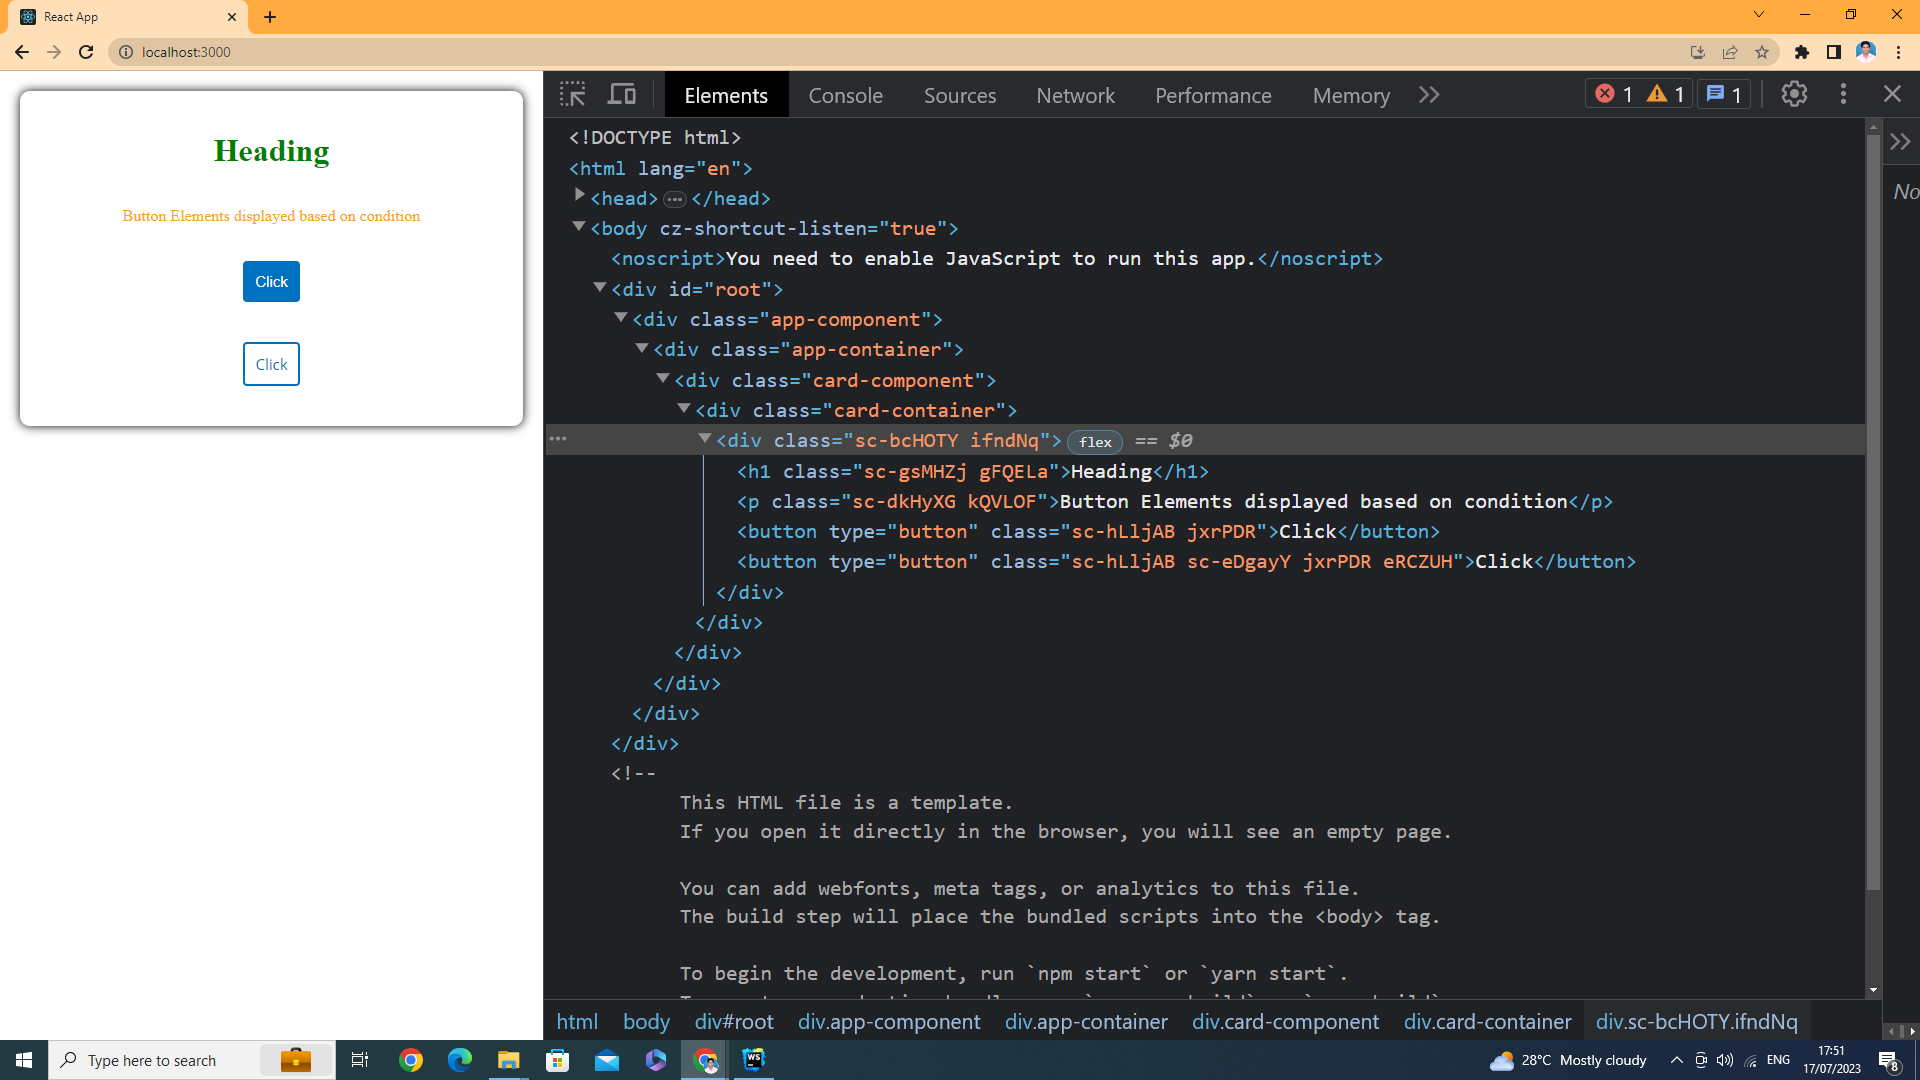 React App
localhost:3000
Heading
Button Elements displayed based on condition
Click
Click
Elements
Console
Sources
Network
Performance
Memory
1
1
1
No
<!DOCTYPE html>
<html lang="en">
<head>…</head>
<body cz-shortcut-listen="true">
<noscript>You need to enable JavaScript to run this app.</noscript>
<div id="root">
<div class="app-component">
<div class="app-container">
<div class="card-component">
<div class="card-container">
<div class="sc-bcHOTY ifndNq"> flex == $0
<h1 class="sc-gsMHZj gFQELa">Heading</h1>
<p class="sc-dkHyXG kQVLOF">Button Elements displayed based on condition</p>
<button type="button" class="sc-hLljAB jxrPDR">Click</button>
<button type="button" class="sc-hLljAB sc-eDgayY jxrPDR eRCZUH">Click</button>
</div>
</div>
</div>
</div>
</div>
</div>
<!--
This HTML file is a template.
If you open it directly in the browser, you will see an empty page.
You can add webfonts, meta tags, or analytics to this file.
The build step will place the bundled scripts into the <body> tag.
To begin the development, run `npm start` or `yarn start`.
html body div#root div.app-component div.app-container div.card-component div.card-container div.sc-bcHOTY.ifndNq
Type here to search
WS
28°C Mostly cloudy
ENG
17:51
17/07/2023
8